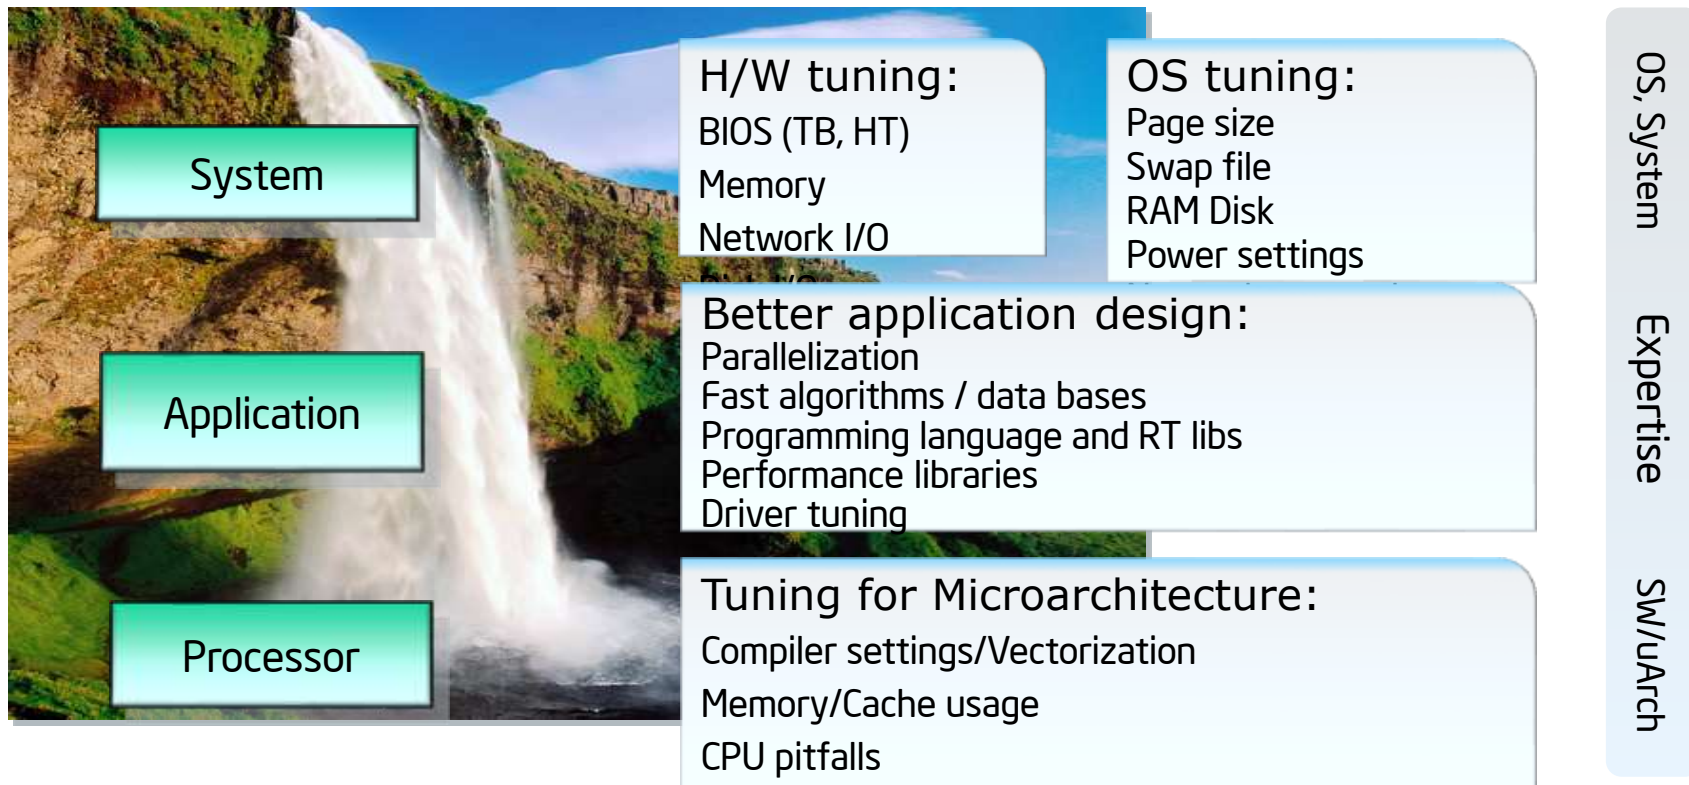 System
H/W tuning:
BIOS (TB, HT)
Memory
Network I/O
OS tuning:
Page size
Swap file
RAM Disk
Power settings
Application
Better application design:
Parallelization
Fast algorithms / data bases
Programming language and RT libs
Performance libraries
Driver tuning
Processor
Tuning for Microarchitecture:
Compiler settings/Vectorization
Memory/Cache usage
CPU pitfalls
OS, System
Expertise
SW/uArch